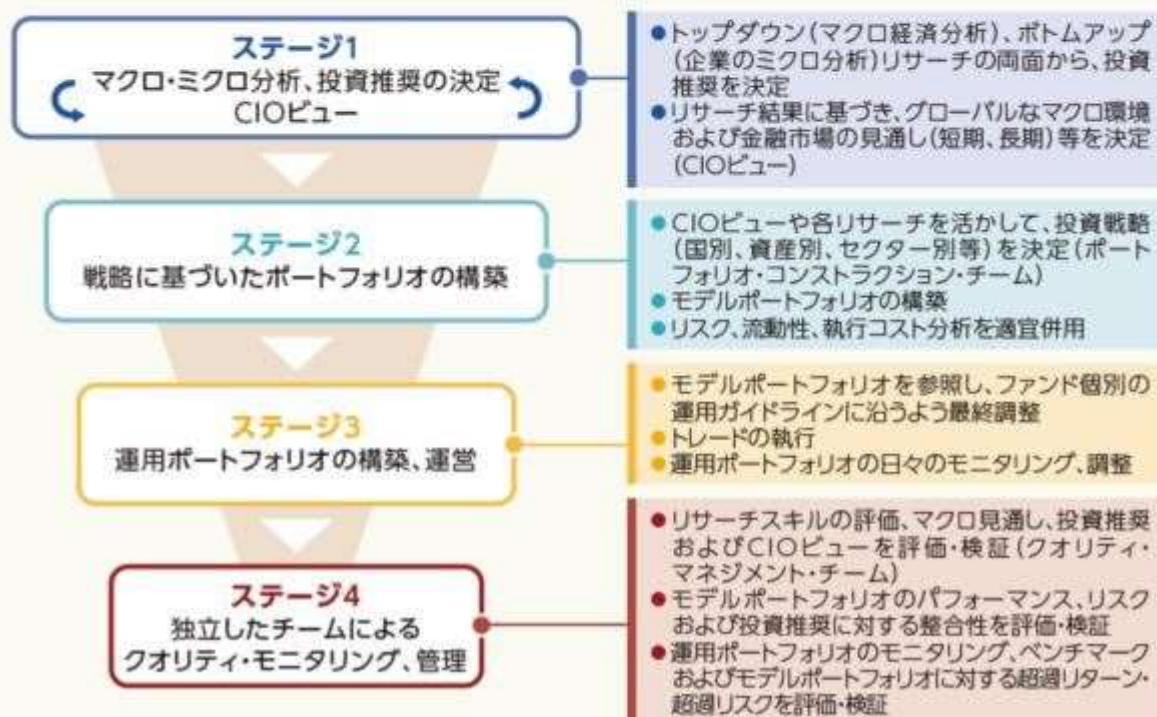 ステージ1
マクロ・ミクロ分析、投資推奨の決定
CIOビュー
●トップダウン(マクロ経済分析)、ボトムアップ
(企業のミクロ分析)リサーチの両面から、投資
推奨を決定
●リサーチ結果に基づき、グローバルなマクロ環境
および金融市場の見通し(短期、長期)等を決定
(CIOビュー)
ステージ2
戦略に基づいたポートフォリオの構築
●CIOビューや各リサーチを活かして、投資戦略
(国別、資産別、セクター別等)を決定(ポート
フォリオ・コンストラクション・チーム)
●モデルポートフォリオの構築
●リスク、流動性、執行コスト分析を適宜併用
ステージ3
運用ポートフォリオの構築、運営
●モデルポートフォリオを参照し、ファンド個別の
運用ガイドラインに沿うよう最終調整
●トレードの執行
●運用ポートフォリオの日々のモニタリング、調整
ステージ4
独立したチームによる
クオリティ・モニタリング、管理
●リサーチスキルの評価、マクロ見通し、投資推奨
およびCIOビューを評価・検証(クオリティ・
マネジメント・チーム)
●モデルポートフォリオのパフォーマンス、リスク
および投資推奨に対する整合性を評価・検証
●運用ポートフォリオのモニタリング、ベンチマーク
およびモデルポートフォリオに対する超過リターン・
超過リスクを評価・検証